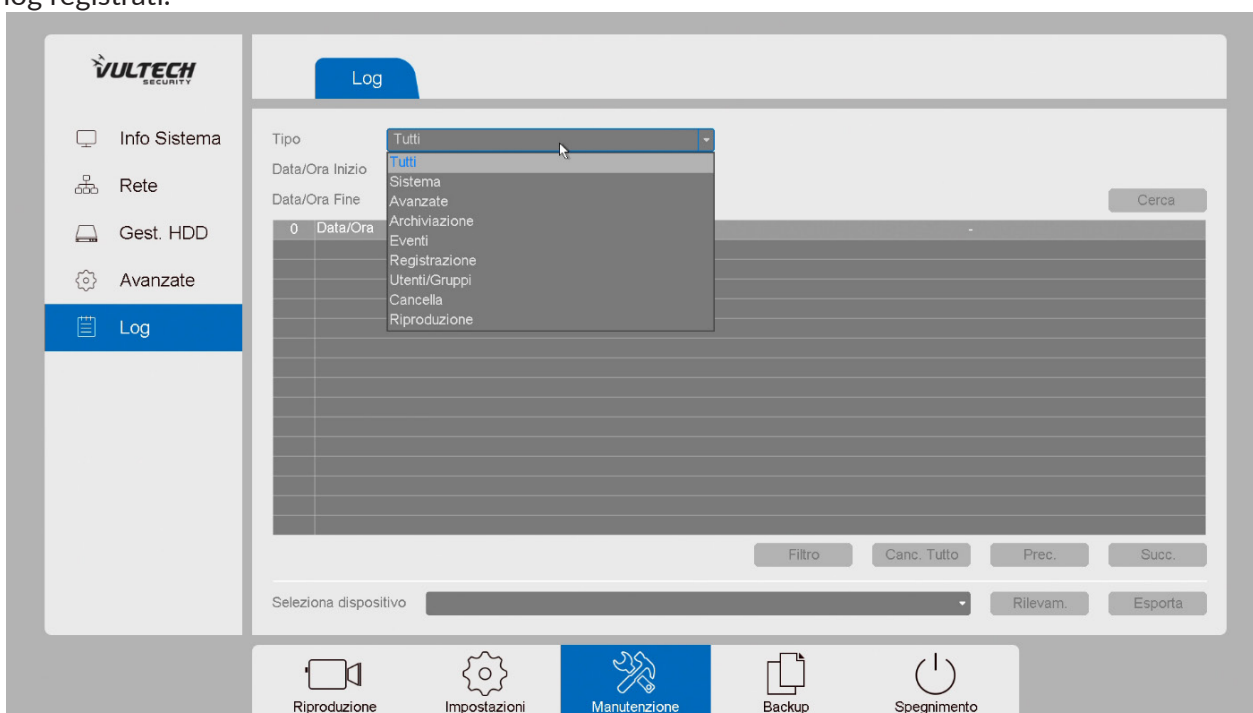 log registrati.
VULTECH
SECURITY
Log
Info Sistema
Rete
Gest. HDD
Avanzate
Log
Tipo
Tutti
Data/Ora Inizio
Data/Ora Fine
Tutti
Sistema
Avanzate
Archiviazione
Eventi
Registrazione
Utenti/Gruppi
Cancella
Riproduzione
Cerca
0 Data/Ora -
Filtro Canc. Tutto Prec. Succ.
Seleziona dispositivo - Rilevam. Esporta
Riproduzione Impostazioni Manutenzione Backup Spegnimento